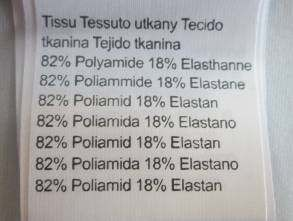 Tissu Tessuto utkany Tecido
tkanina Tejido tkanina
82% Polyamide 18% Elasthanne
82% Poliammide 18% Elastane
82% Poliamid 18% Elastan
82% Poliamida 18% Elastano
82% Poliamid 18% Elastan
82% Poliamida 18% Elastano
82% Poliamid 18% Elastan